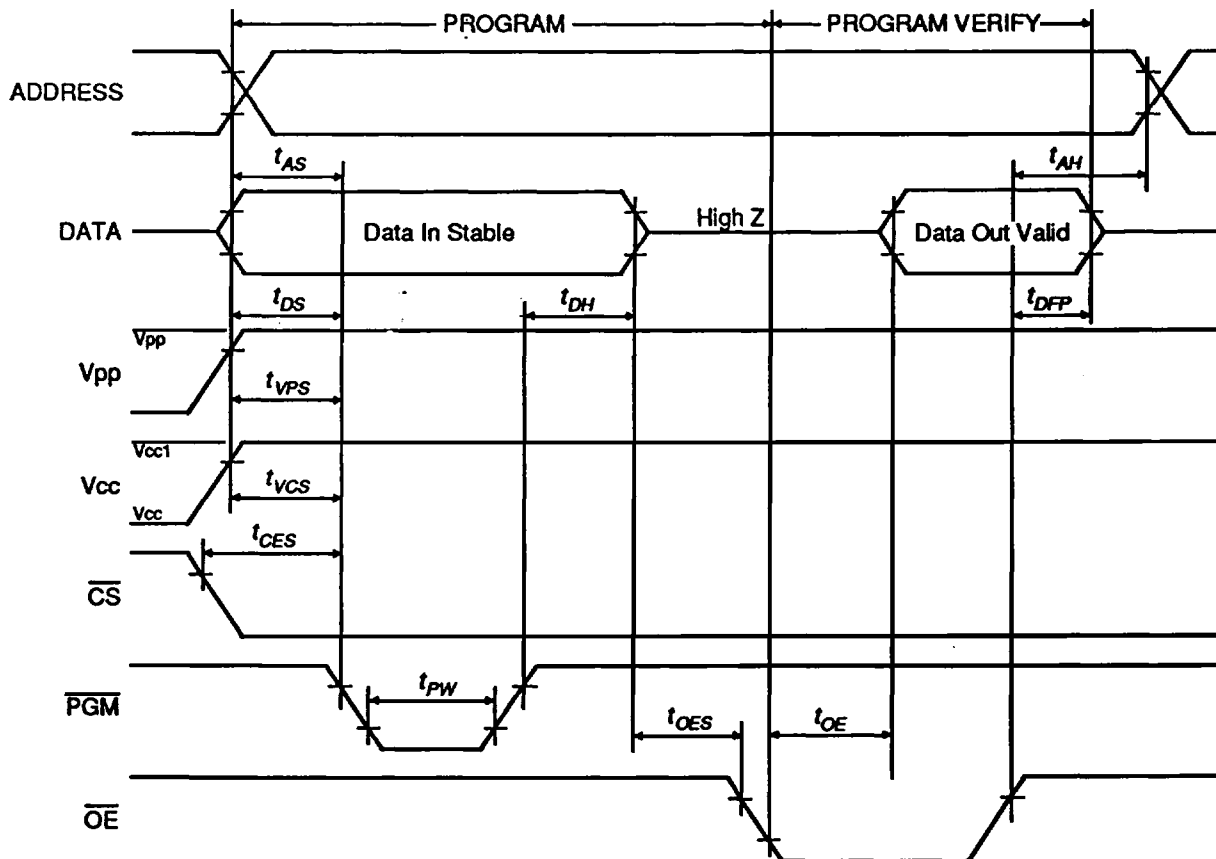 PROGRAM PROGRAM VERIFY
ADDRESS
tAS tAH
DATA Data In Stable High Z Data Out Valid
tDS tDH tDFP
Vpp
Vpp
tVPS
Vcc1
Vcc
tVCS
Vcc
tCES
CS
PGM tPW
tOES tOE
OE